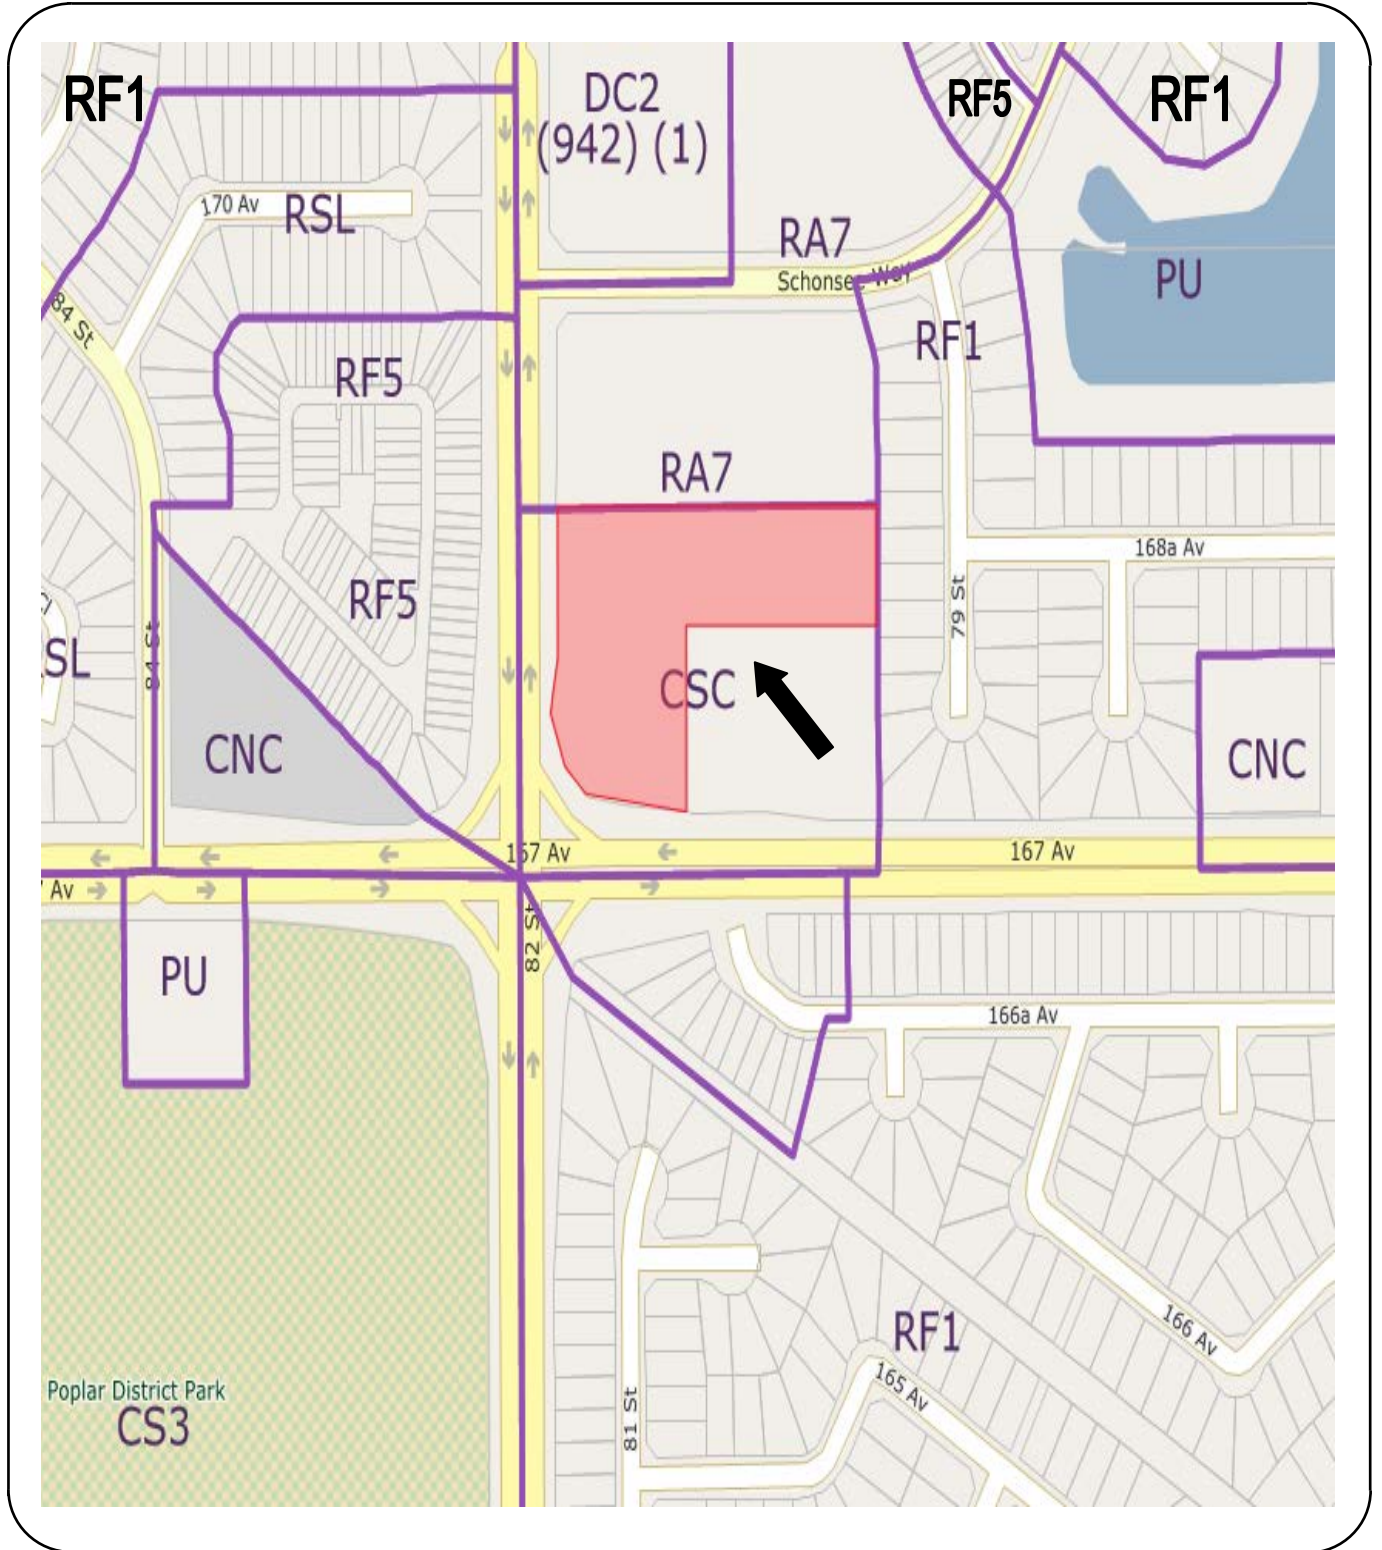 RF1
DC2
(942) (1)
RF5
RF1
170 Av
RSL
RA7
Schonsee Way
PU
84 St
RF1
RF5
RA7
168a Av
RF5
79 St
SL
84 St
CSC
CNC
CNC
167 Av
167 Av
Av
82 St
PU
166a Av
RF1
166 Av
165 Av
Poplar District Park
CS3
81 St